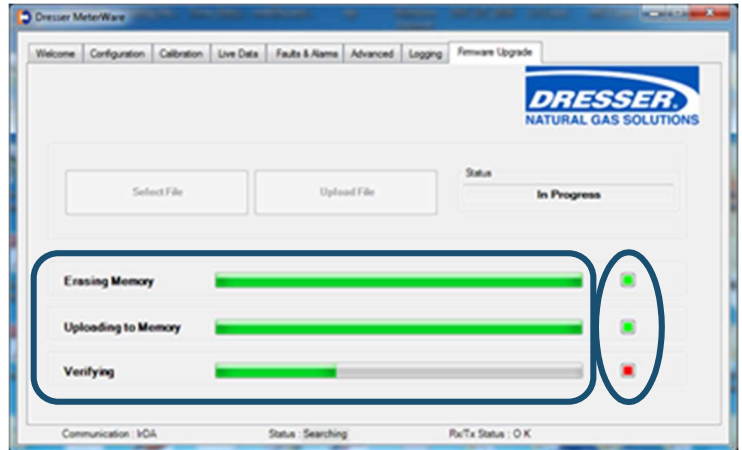 Dresser MeterWare
Welcome Configuration Calibration Live Data Faults & Alarms Advanced Logging Firmware Upgrade
DRESSER
NATURAL GAS SOLUTIONS
Select File Upload File
Status
In Progress
Erasing Memory
Uploading to Memory
Verifying
Communication : IrDA Status : Searching Rx/Tx Status : O K